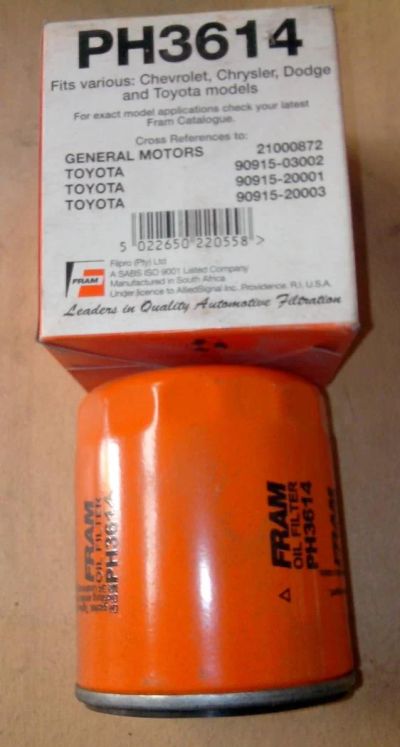 PH3614
Fits various: Chevrolet, Chrysler, Dodge
and Toyota models
For exact model applications check your latest
Fram Catalogue.
Cross References to:
GENERAL MOTORS 21000872
TOYOTA 90915-03002
TOYOTA 90915-20001
TOYOTA 90915-20003
5 022650 220558 >
FRAM
Filpro (Pty) Ltd
A SABS ISO 9001 Listed Company
Manufactured in South Africa
Under licence to AlliedSignal Inc. Providence, R.I. U.S.A.
Leaders in Quality Automotive Filtration
FRAM
OIL FILTER
PH3614
FRAM
OIL FILTER
PH3614
FRAM